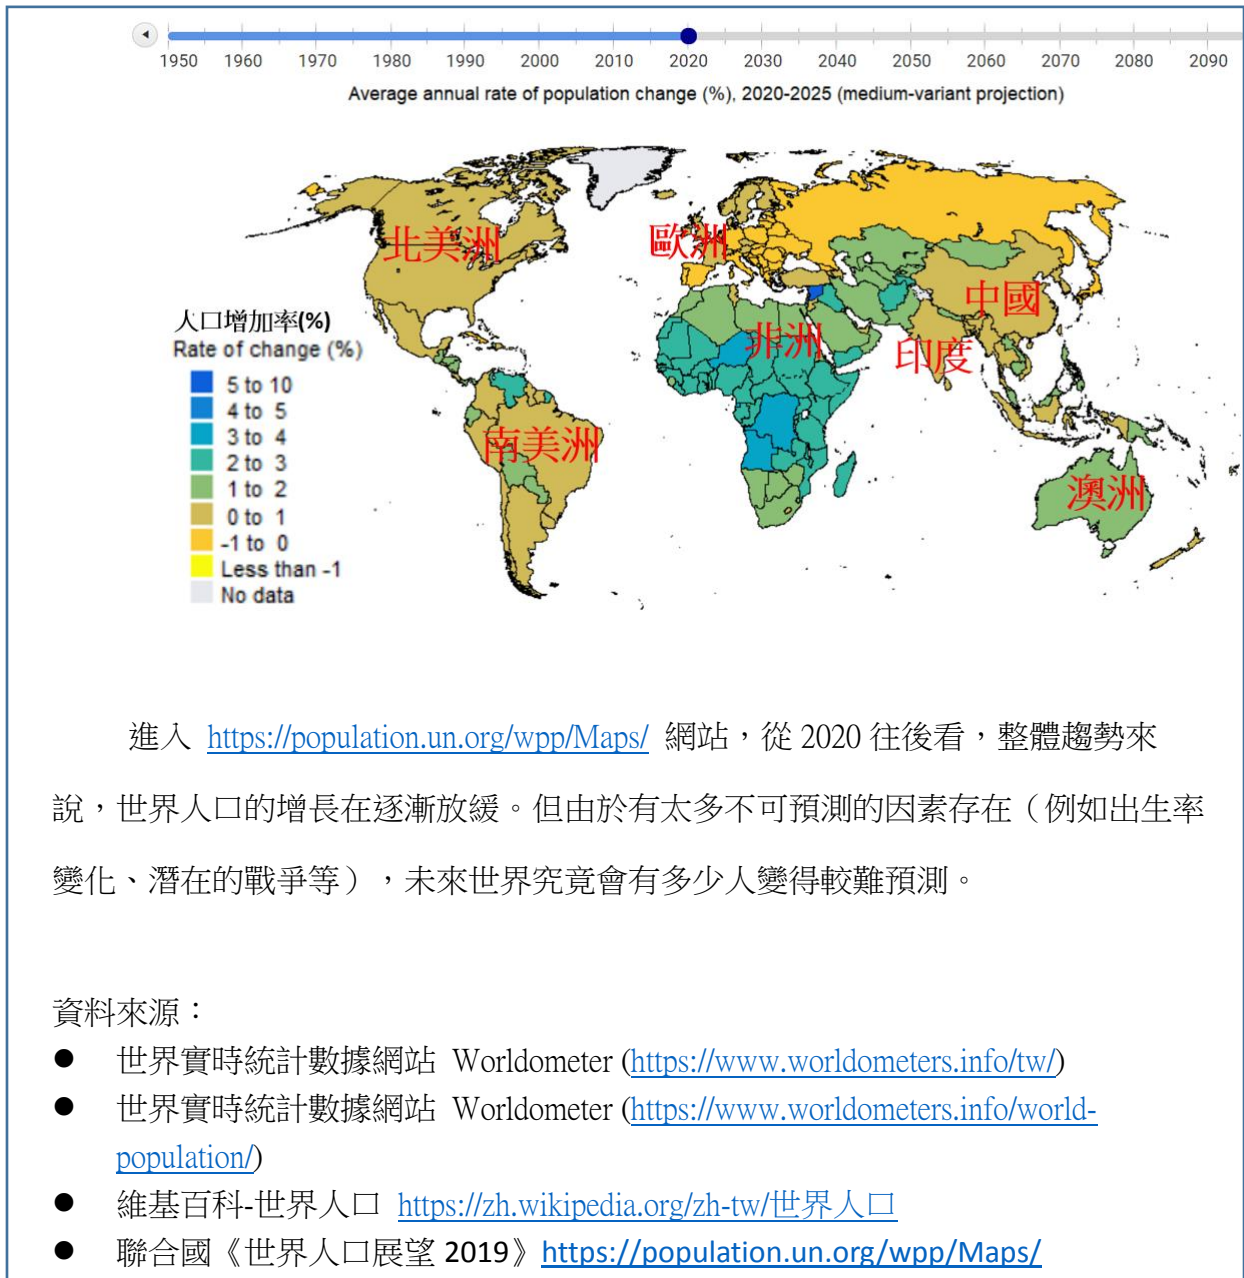 1950 1960 1970 1980 1990 2000 2010 2020 2030 2040 2050 2060 2070 2080 2090
Average annual rate of population change (%), 2020-2025 (medium-variant projection)
北美洲
歐洲
中國
非洲
印度
南美洲
澳洲
人口增加率(%)
Rate of change (%)
5 to 10
4 to 5
3 to 4
2 to 3
1 to 2
0 to 1
-1 to 0
Less than -1
No data
進入 https://population.un.org/wpp/Maps/ 網站，從 2020 往後看，整體趨勢來
說，世界人口的增長在逐漸放緩。但由於有太多不可預測的因素存在（例如出生率
變化、潛在的戰爭等），未來世界究竟會有多少人變得較難預測。
資料來源：
● 世界實時統計數據網站 Worldometer (https://www.worldometers.info/tw/)
● 世界實時統計數據網站 Worldometer (https://www.worldometers.info/world-
population/)
● 維基百科-世界人口 https://zh.wikipedia.org/zh-tw/世界人口
● 聯合國《世界人口展望 2019》https://population.un.org/wpp/Maps/